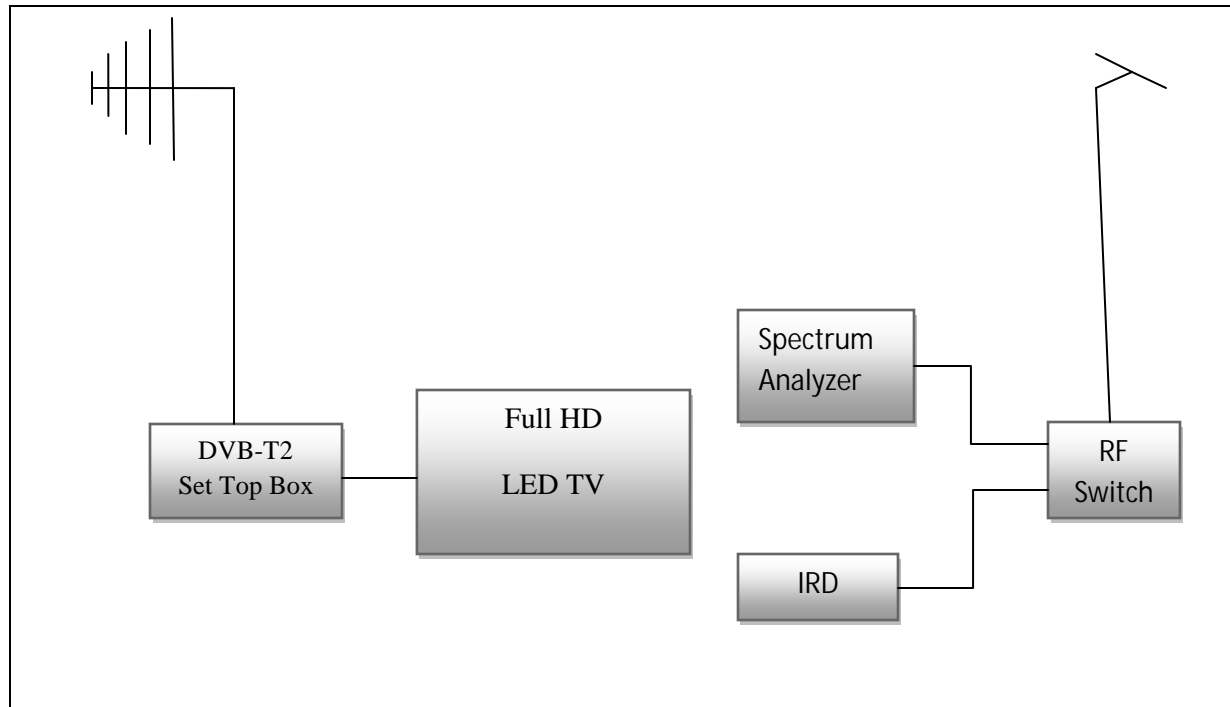 DVB-T2
Set Top Box
Full HD
LED TV
Spectrum
Analyzer
IRD
RF
Switch